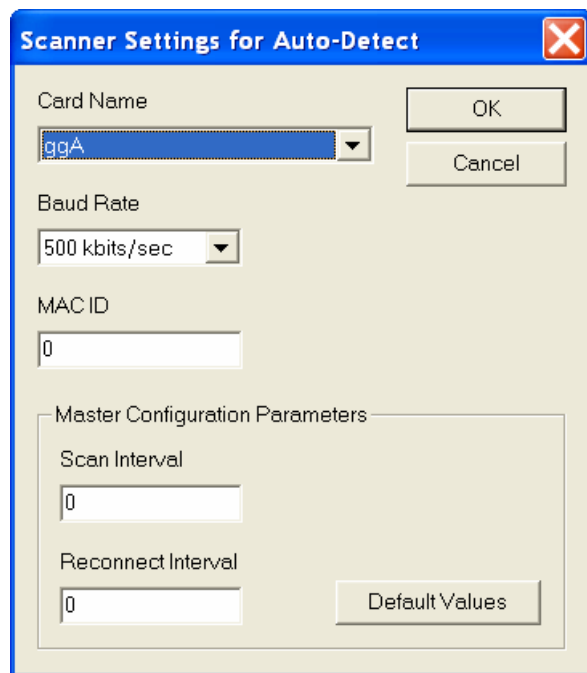 Scanner Settings for Auto-Detect
Card Name
ggA
OK
Cancel
Baud Rate
500 kbits/sec
MAC ID
0
Master Configuration Parameters
Scan Interval
0
Reconnect Interval
0
Default Values